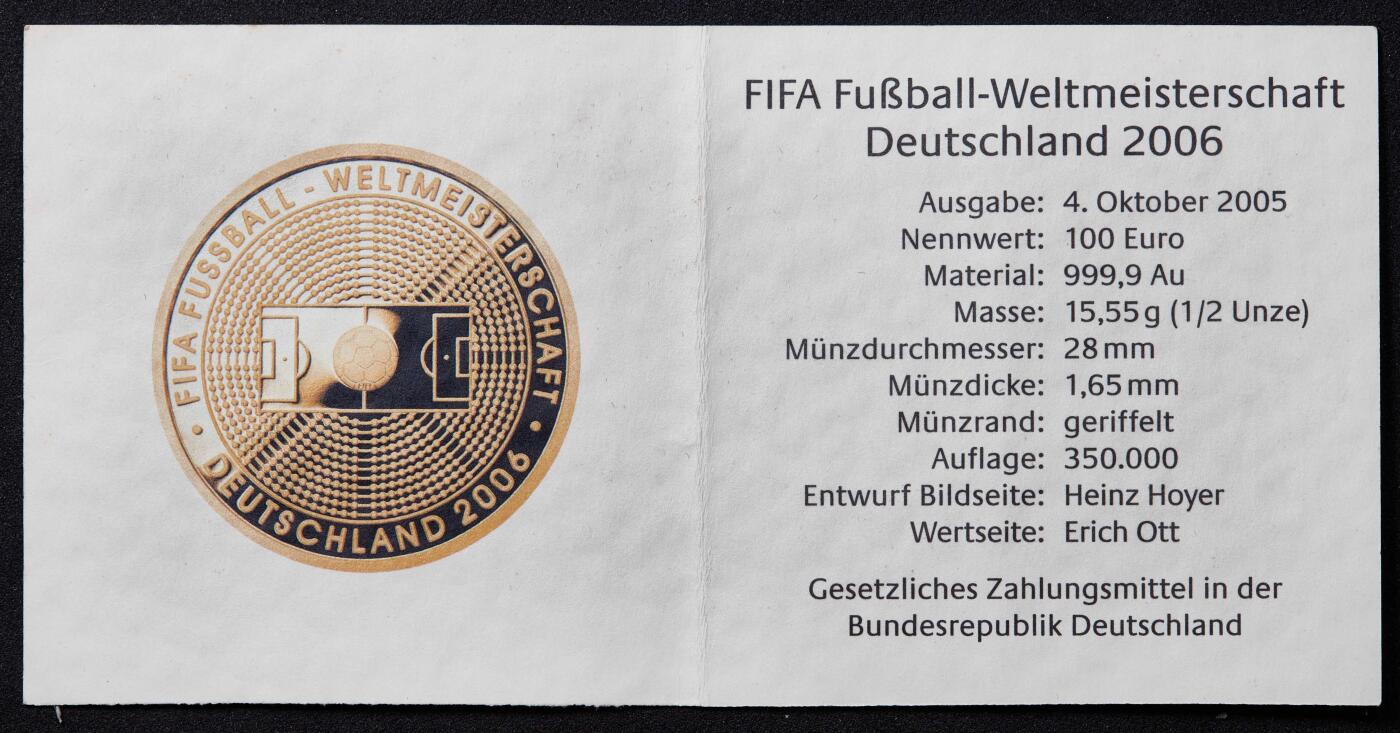 FIFA FUSSBALL - WELTMEISTERSCHAFT
• DEUTSCHLAND 2006 •
FIFA Fußball-Weltmeisterschaft
Deutschland 2006
Ausgabe: 4. Oktober 2005
Nennwert: 100 Euro
Material: 999,9 Au
Masse: 15,55 g (1/2 Unze)
Münzdurchmesser: 28 mm
Münzdicke: 1,65 mm
Münzrand: geriffelt
Auflage: 350.000
Entwurf Bildseite: Heinz Hoyer
Wertseite: Erich Ott
Gesetzliches Zahlungsmittel in der
Bundesrepublik Deutschland